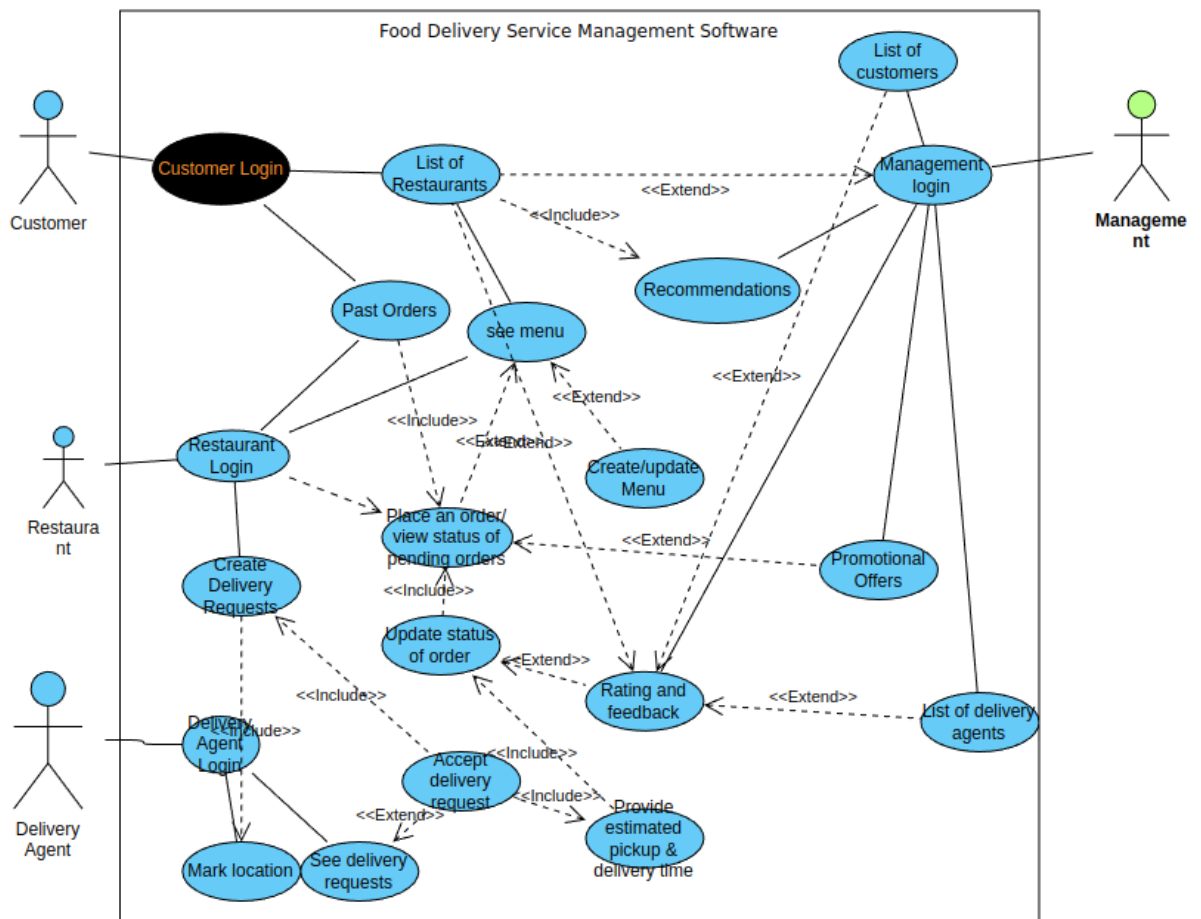 Food Delivery Service Management Software
List of
customers
Customer Login
List of
Restaurants
<<Extend>>
Management
login
Customer
Manageme
nt
<<Include>>
Recommendations
Past Orders
see menu
<<Extend>>
<<Extend>>
<<Include>>
<<Extend>>
<<Extend>>
Restaurant
Login
Create/update
Menu
Restaura
nt
Place an order/
view status of
pending orders
<<Extend>>
Promotional
Offers
Create
Delivery
Requests
<<Include>>
Update status
of order
<<Extend>>
Rating and
feedback
<<Extend>>
List of delivery
agents
<<Include>>
Delivery
Agent
Login
<<Include>>
<<Include>>
Accept
delivery
request
<<Include>>
<<Extend>>
Provide
estimated
pickup &
delivery time
Delivery
Agent
Mark location
See delivery
requests